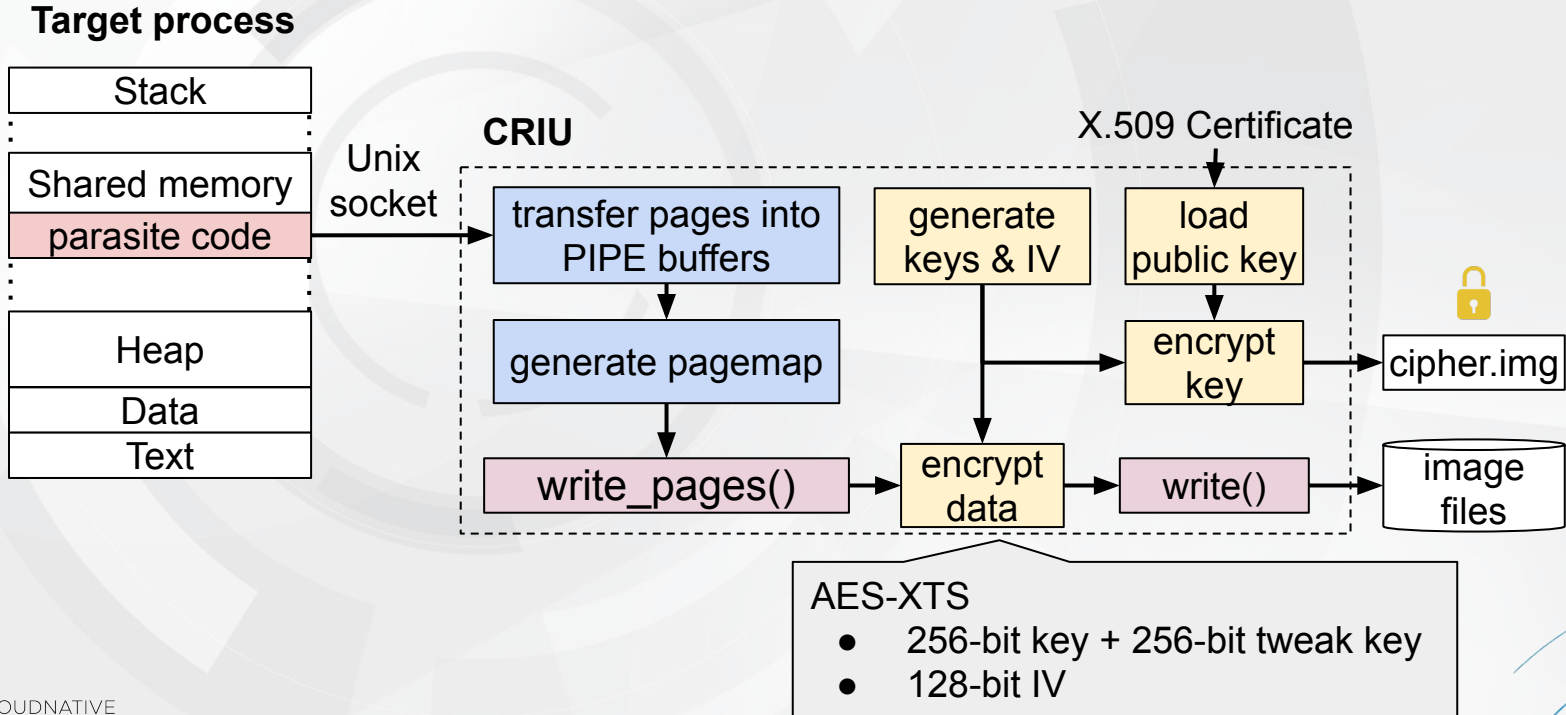 Target process
Stack
Shared memory
parasite code
Heap
Data
Text
Unix
socket
CRIU
X.509 Certificate
transfer pages into
PIPE buffers
generate
keys & IV
load
public key
generate pagemap
encrypt
key
cipher.img
write_pages()
encrypt
data
write()
image
files
AES-XTS
● 256-bit key + 256-bit tweak key
● 128-bit IV
OUDNATIVE